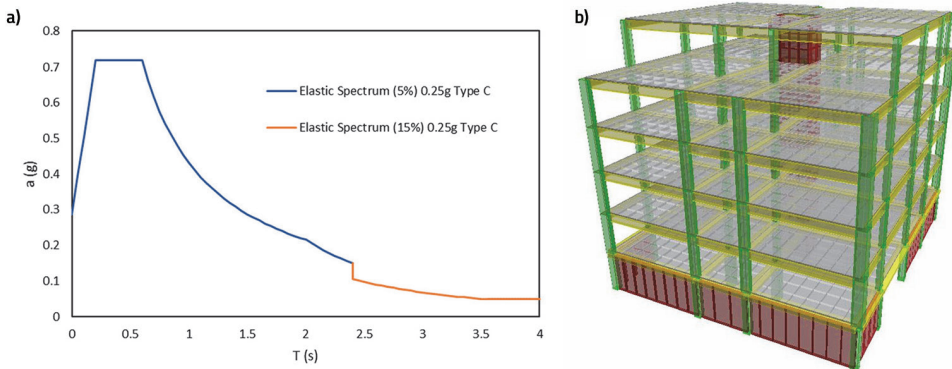 a)
b)
0.8
0.7
0.6
0.5
0.4
0.3
0.2
0.1
0
a (g)
Elastic Spectrum (5%) 0.25g Type C
Elastic Spectrum (15%) 0.25g Type C
0 0.5 1 1.5 2 2.5 3 3.5 4
T (s)